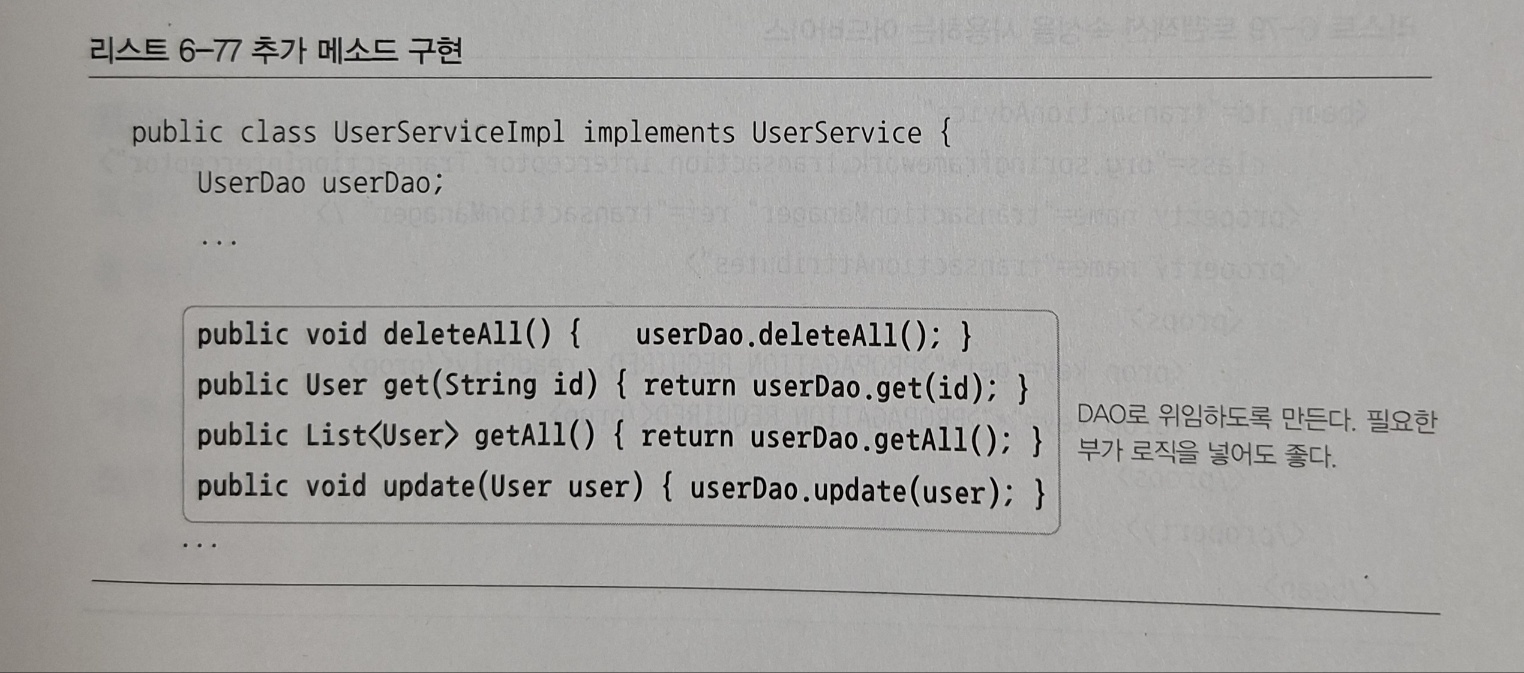 리스트 6–77 추가 메소드 구현
public class UserServiceImpl implements UserService {
UserDao userDao;
...
public void deleteAll() { userDao.deleteAll(); }
public User get(String id) { return userDao.get(id); }
public List<User> getAll() { return userDao.getAll(); }
public void update(User user) { userDao.update(user); }
DAO로 위임하도록 만든다. 필요한
부가 로직을 넣어도 좋다.
...